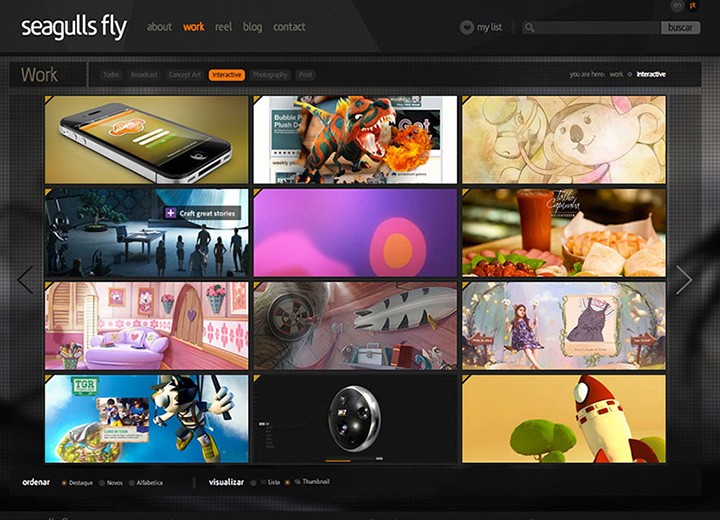 en pt
seagulls fly about work reel blog contact my list buscar
Work Todos Broadcast Concept Art Interactive Photography Print you are here: work Interactive
Bubble P
Plush De
weekly pl
Craft great stories
TGR
ordenar Destaque Novos Alfabetica visualizar Lista Thumbnail